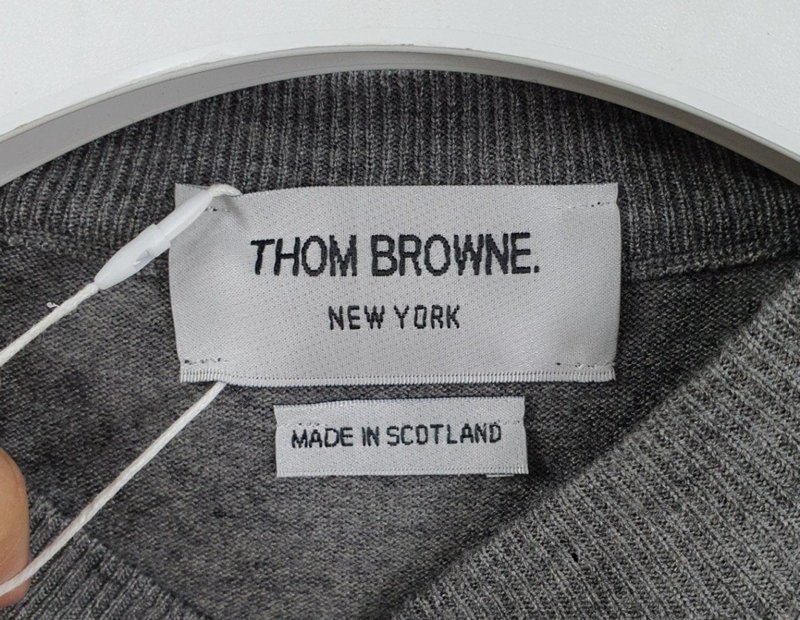 THOM BROWNE.
NEW YORK
MADE IN SCOTLAND